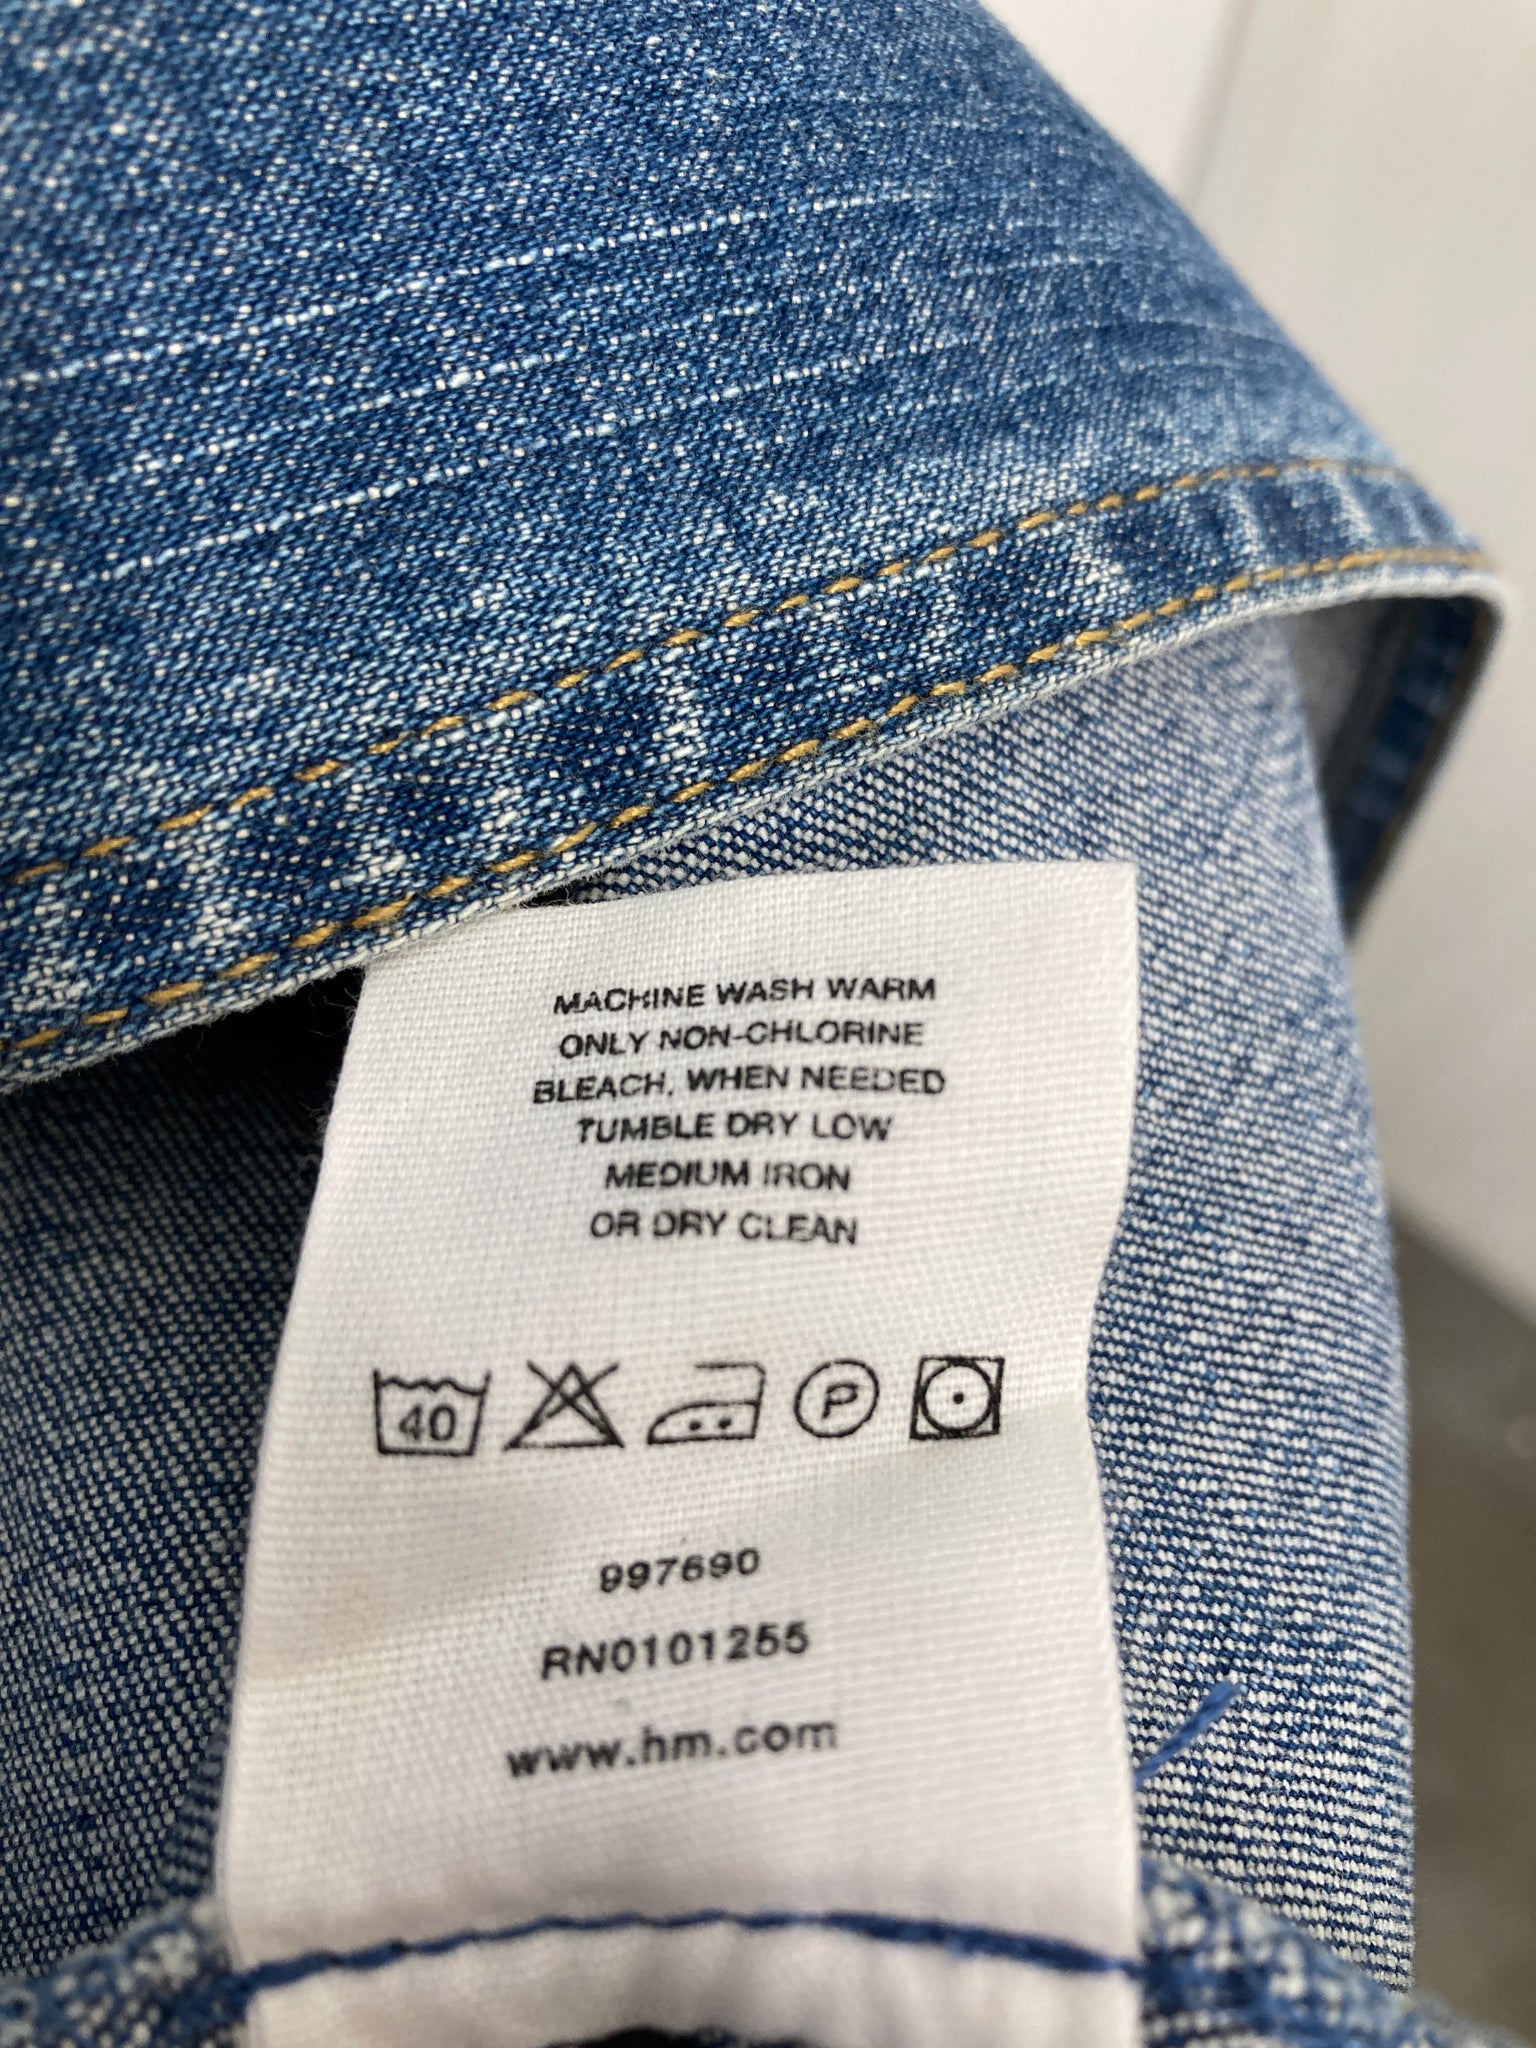 MACHINE WASH WARM
ONLY NON-CHLORINE
BLEACH, WHEN NEEDED
TUMBLE DRY LOW
MEDIUM IRON
OR DRY CLEAN
40 P
997690
RN0101255
www.hm.com